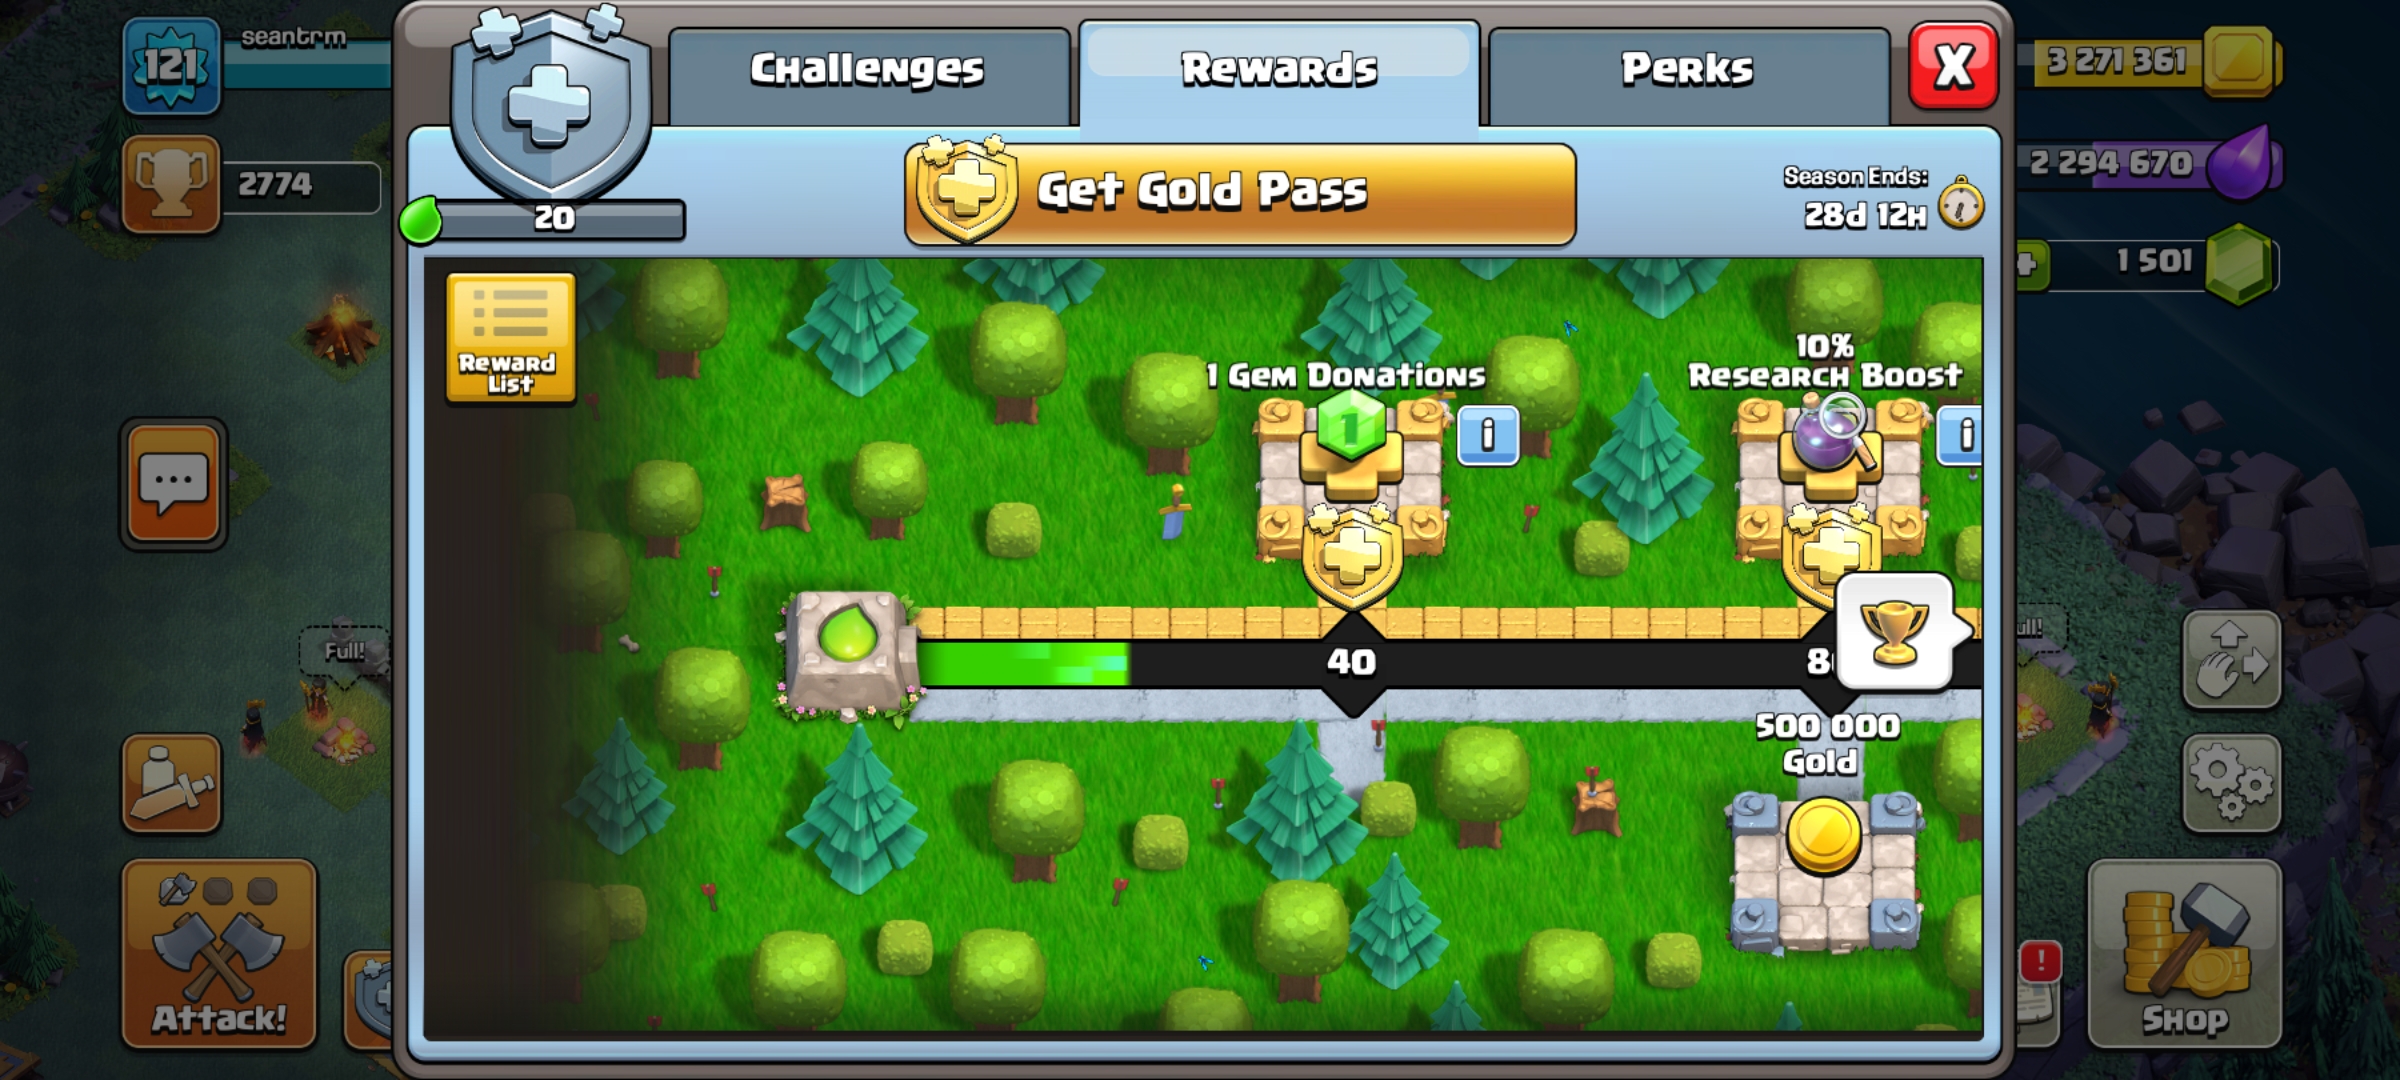 121
seantrm
2774
Challenges
Rewards
Perks
X
3 271 361
2 294 670
1 501
20
Get Gold Pass
Season Ends:
28d 12H
Reward
List
1 Gem Donations
1
i
10%
Research Boost
i
Full!
40
500 000
Gold
Attack!
!
Shop